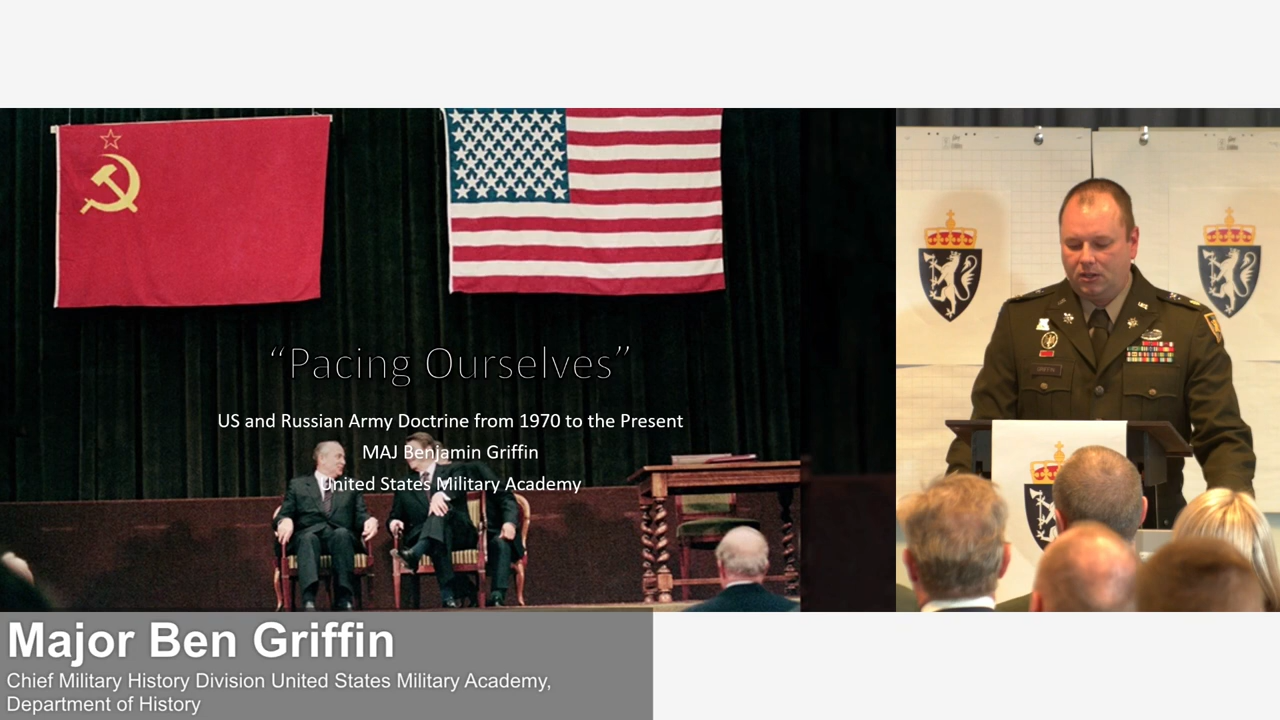 “Pacing Ourselves”
US and Russian Army Doctrine from 1970 to the Present
MAJ Benjamin Griffin
United States Military Academy
GRIFFIN
Major Ben Griffin
Chief Military History Division United States Military Academy,
Department of History